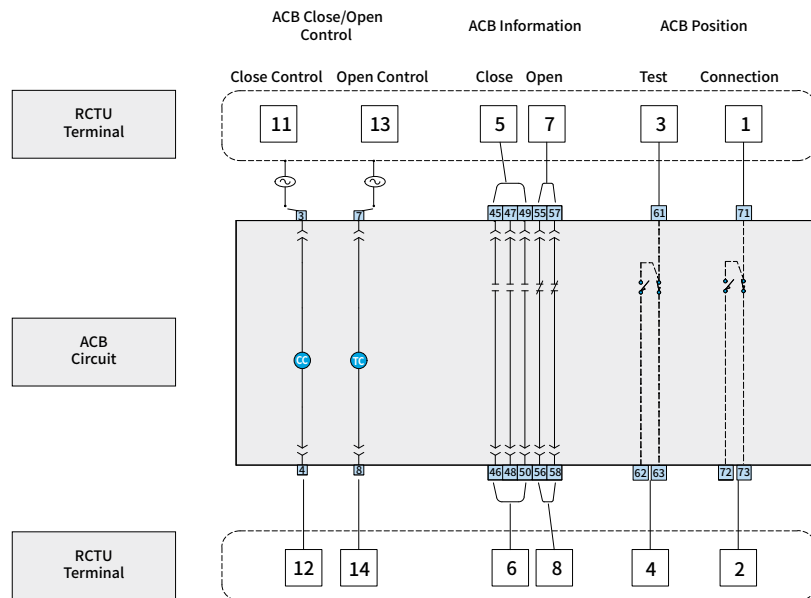 ACB Close/Open
Control
ACB Information
ACB Position
Close Control
Open Control
Close
Open
Test
Connection
RCTU
Terminal
11
13
5
7
3
1
3
7
45
47
49
55
57
61
71
ACB
Circuit
CC
TC
4
8
46
48
50
56
58
62
63
72
73
RCTU
Terminal
12
14
6
8
4
2